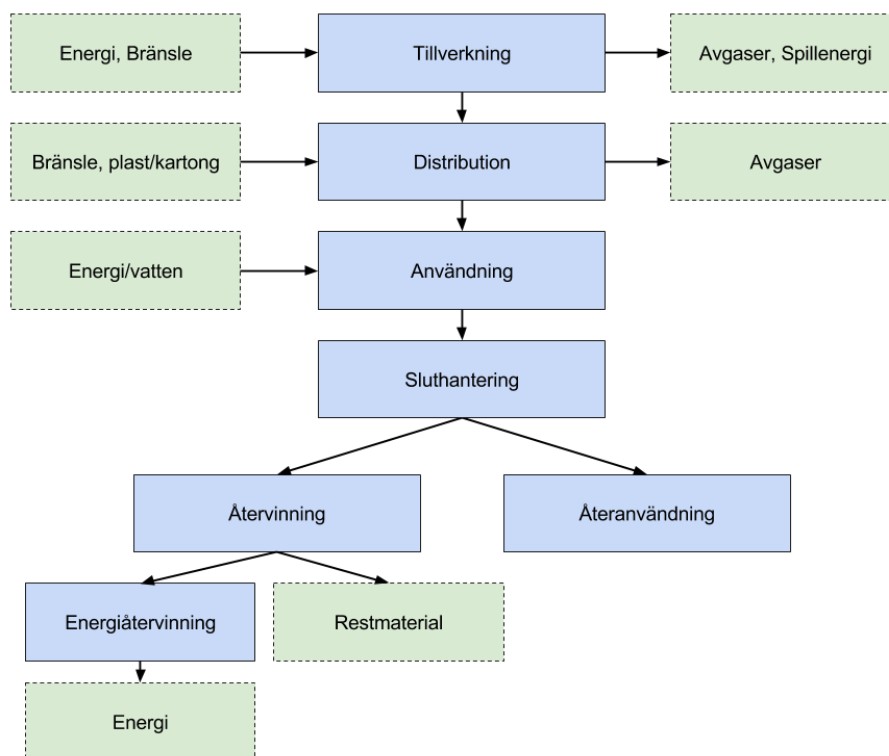 Energi, Bränsle
Tillverkning
Avgaser, Spillenergi
Bränsle, plast/kartong
Distribution
Avgaser
Energi/vatten
Användning
Sluthantering
Återvinning
Återanvändning
Energiåtervinning
Restmaterial
Energi